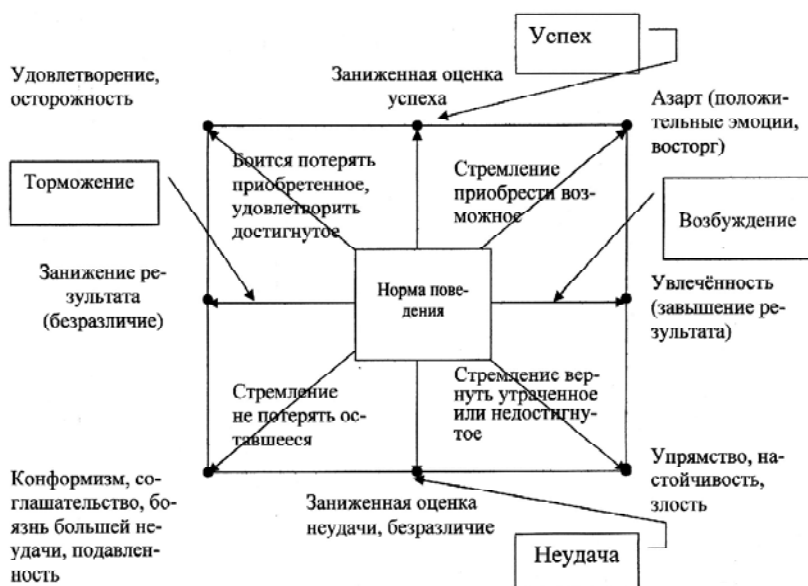 Успех
Удовлетворение,
осторожность
Заниженная оценка
успеха
Азарт (положи-
тельные эмоции,
восторг)
Боится потерять
приобретенное,
удовлетворить
достигнутое
Стремление
приобрести воз-
можное
Торможение
Возбуждение
Занижение ре-
зультата
(безразличие)
Норма пове-
дения
Увлечённость
(завышение ре-
зультата)
Стремление
не потерять ос-
тавшееся
Стремление вер-
нуть утраченное
или недостигну-
тое
Конформизм, со-
глашательство, бо-
язнь большей не-
удачи, подавлен-
ность
Заниженная оценка
неудачи, безразличие
Упрямство, на-
стойчивость,
злость
Неудача